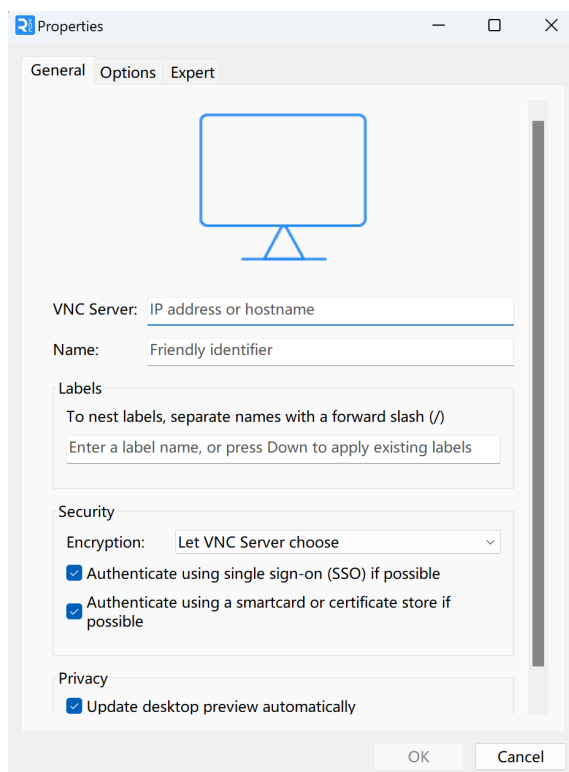 Properties
General Options Expert
VNC Server: IP address or hostname
Name: Friendly identifier
Labels
To nest labels, separate names with a forward slash (/)
Enter a label name, or press Down to apply existing labels
Security
Encryption: Let VNC Server choose
Authenticate using single sign-on (SSO) if possible
Authenticate using a smartcard or certificate store if
possible
Privacy
Update desktop preview automatically
OK Cancel